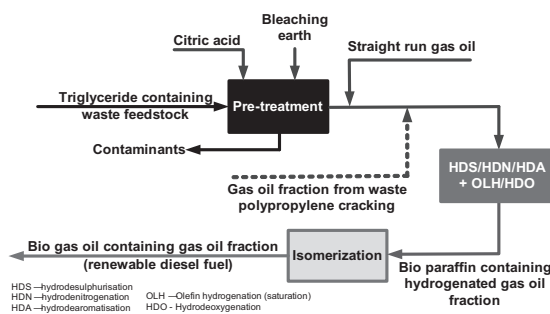 Bleaching
earth
Citric acid
Straight run gas oil
Triglyceride containing
waste feedstock
Pre-treatment
Contaminants
HDS/HDN/HDA
+ OLH/HDO
Gas oil fraction from waste
polypropylene cracking
Bio gas oil containing gas oil fraction
(renewable diesel fuel)
Isomerization
Bio paraffin containing
hydrogenated gas oil
fraction
HDS —hydrodesulphurisation
HDN —hydrodenitrogenation
HDA —hydrodearomatisation
OLH —Olefin hydrogenation (saturation)
HDO - Hydrodeoxygenation